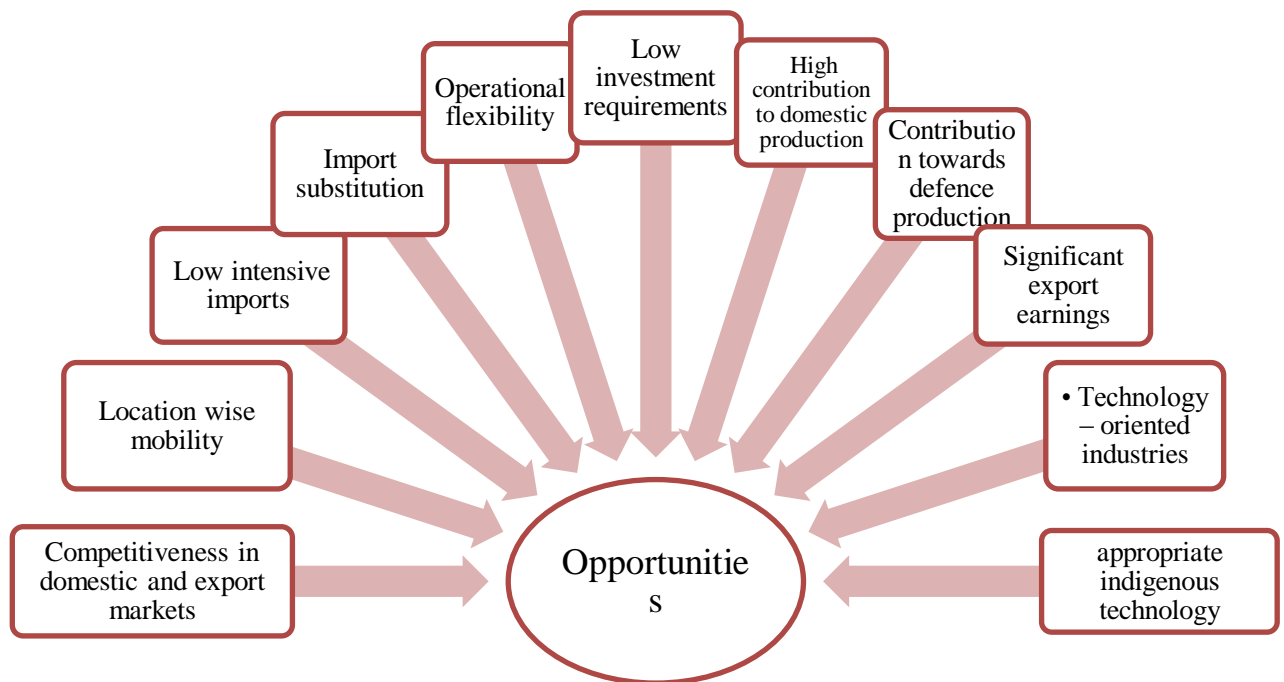 Competitiveness in
domestic and export
markets
Location wise
mobility
Low intensive
imports
Import
substitution
Operational
flexibility
Low
investment
requirements
High
contribution
to domestic
production
Contributio
n towards
defence
production
Significant
export
earnings
• Technology
– oriented
industries
appropriate
indigenous
technology
Opportunitie
s